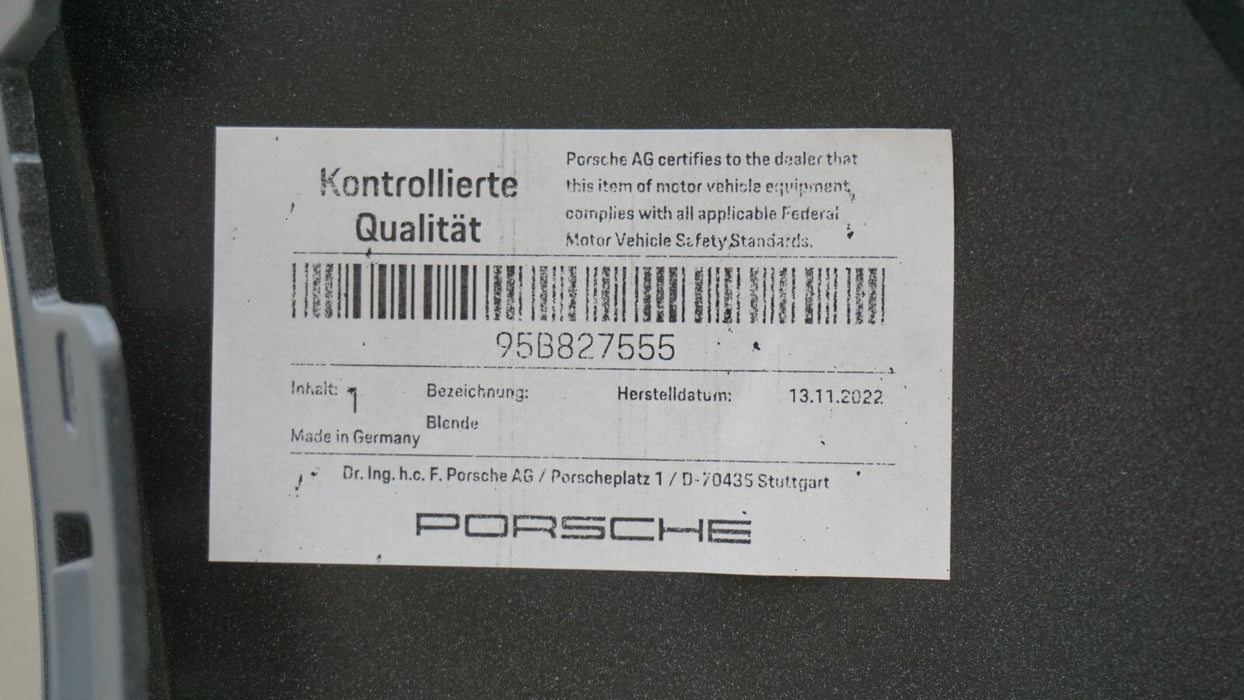 Kontrollierte
Qualität
Porsche AG certifies to the dealer that
this item of motor vehicle equipment
complies with all applicable Federal
Motor Vehicle Safety Standards.
95B827555
Inhalt: 1
Bezeichnung:
Blende
Herstelldatum: 13.11.2022
Made in Germany
Dr. Ing. h.c. F. Porsche AG / Porscheplatz 1 / D-70435 Stuttgart
PORSCHE